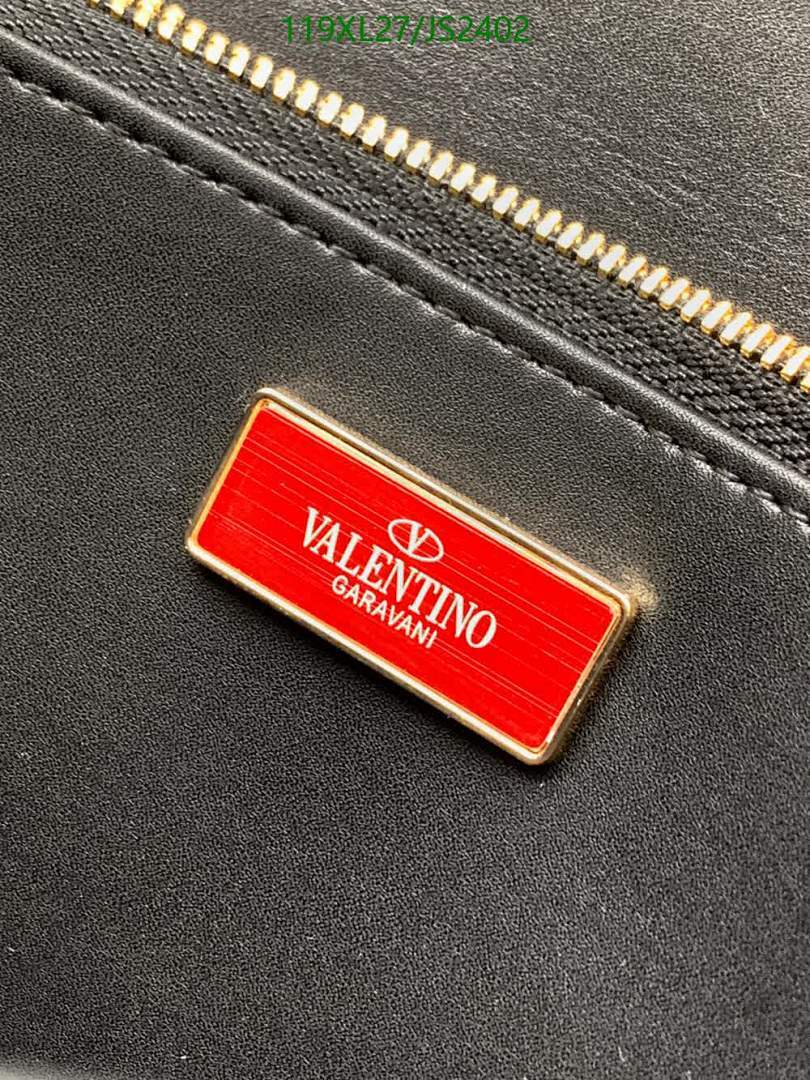 119XL27/JS2402
V
VALENTINO
GARAVANI